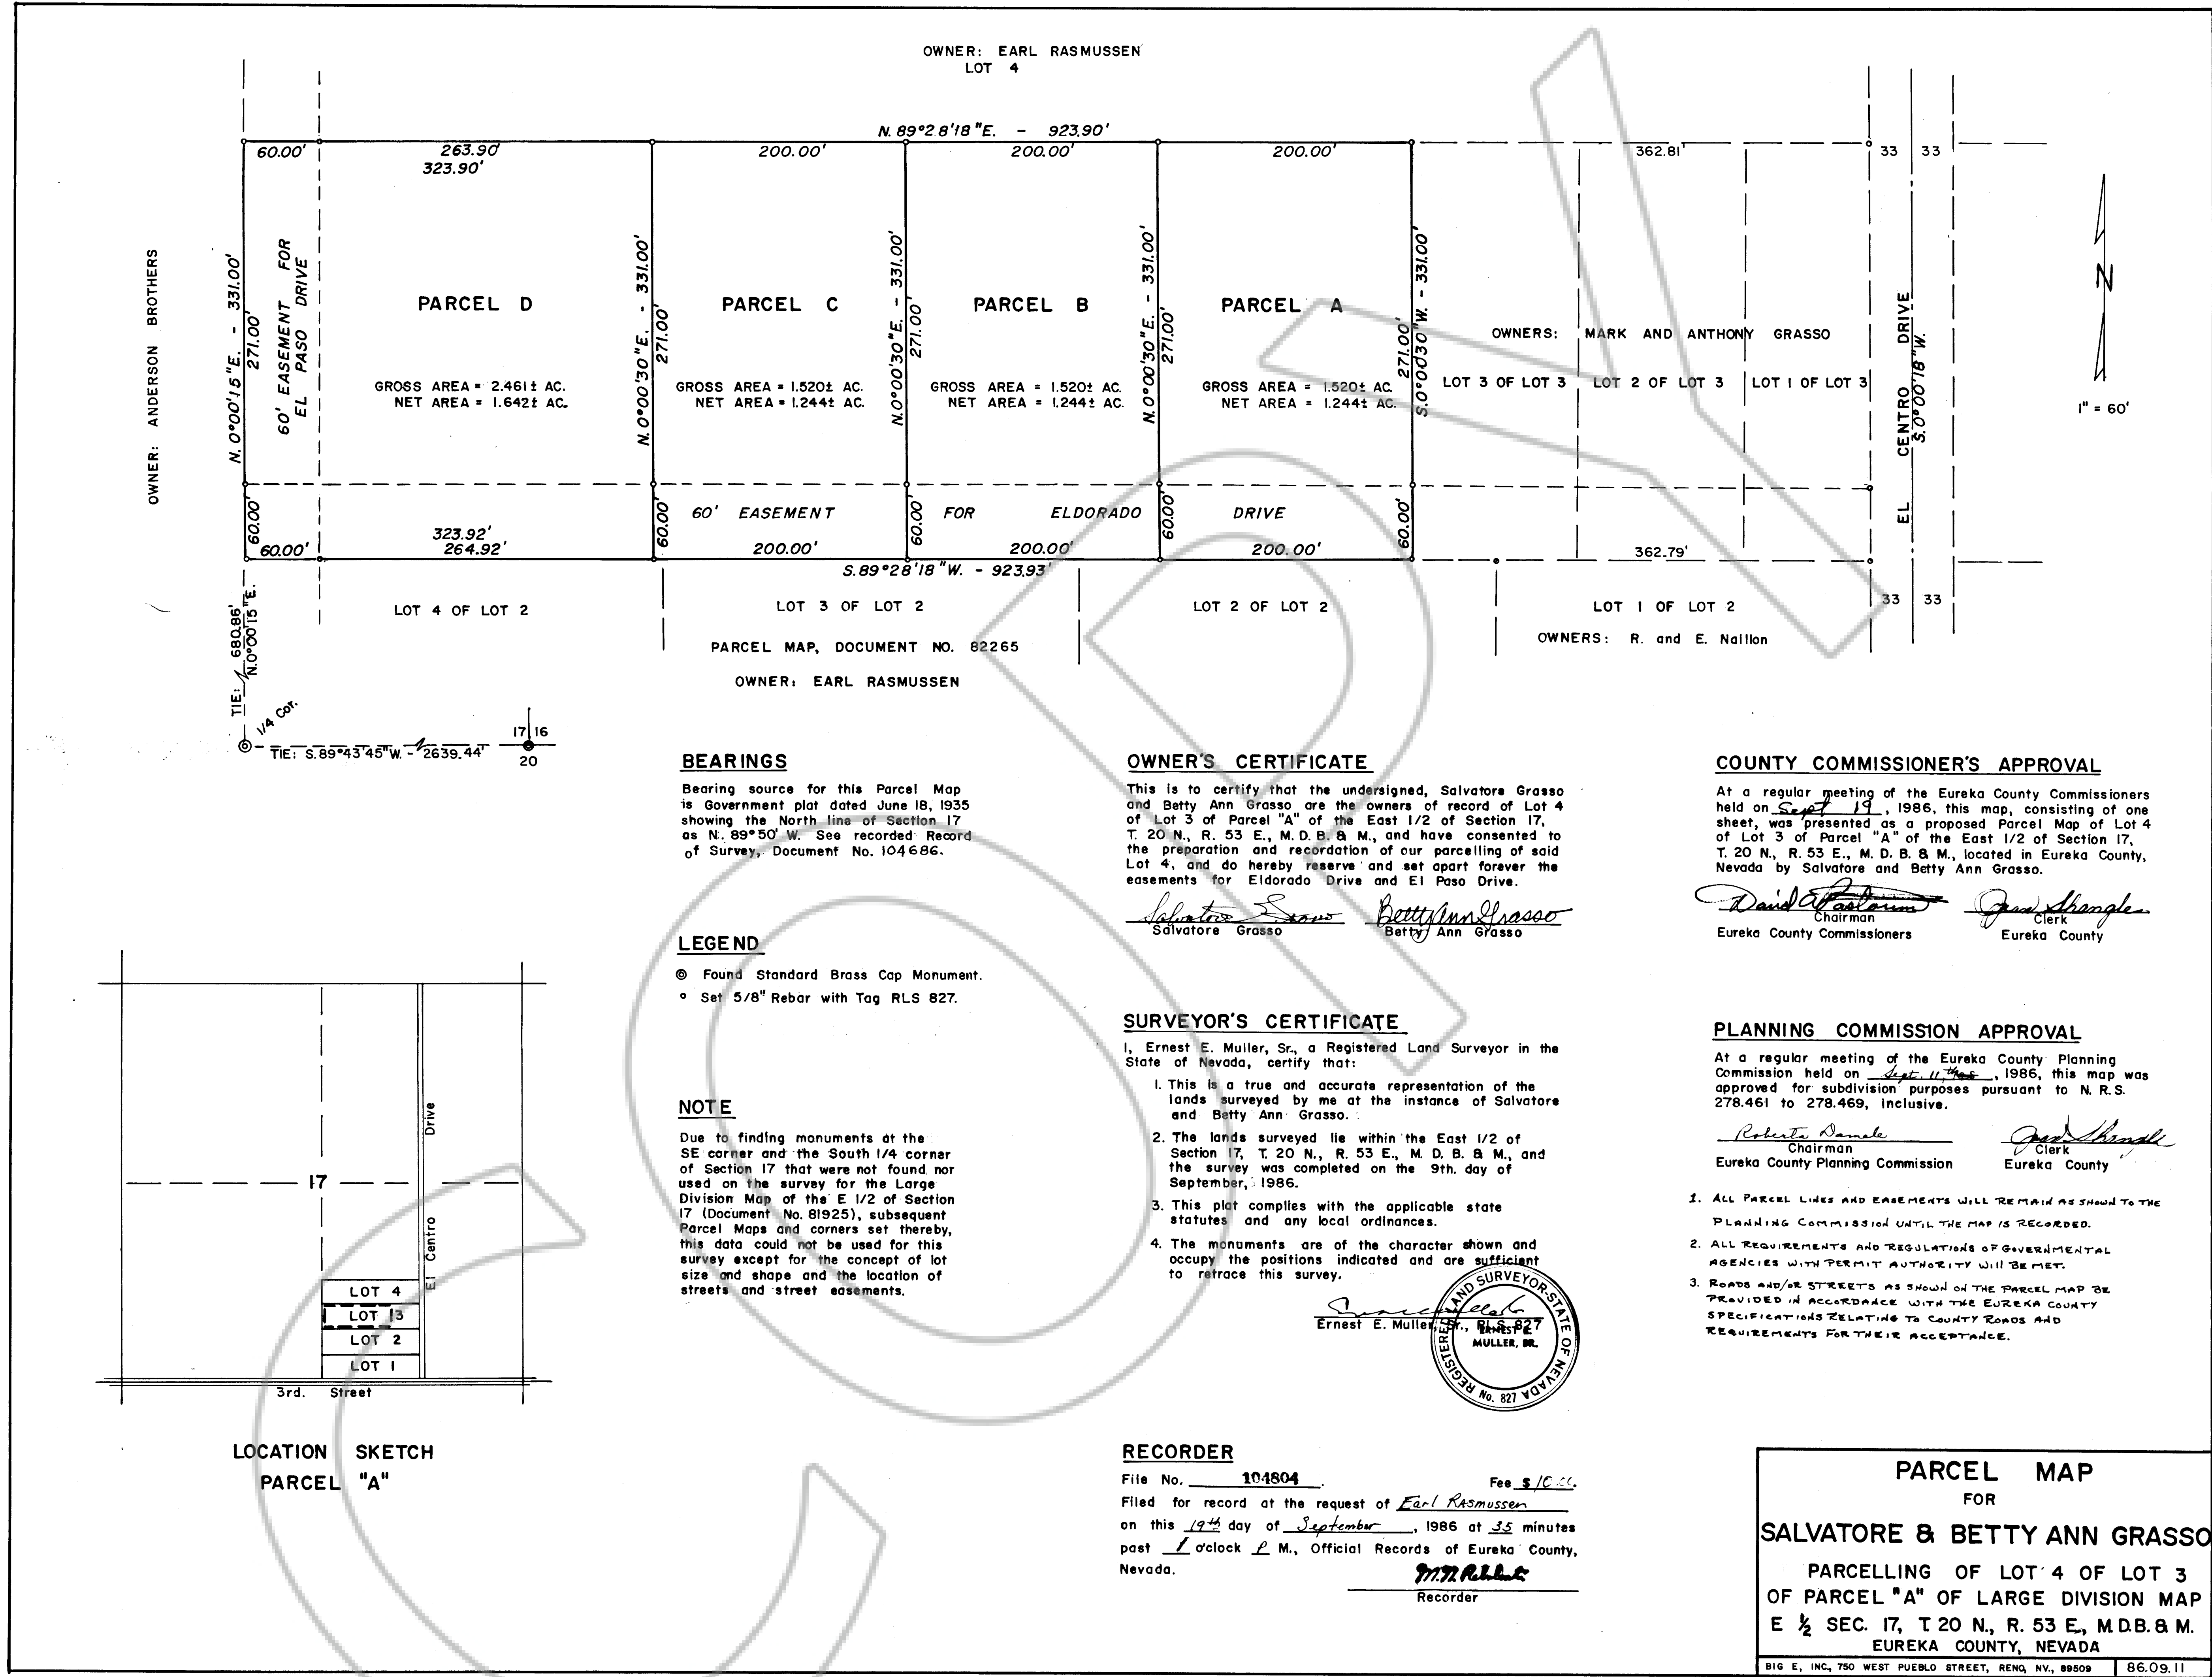 OWNER: EARL RASMUSSEN
LOT 4
N. 89°28'18"E. - 923.90'
60.00'
263.90'
323.90'
200.00'
200.00'
200.00'
362.81'
33
33
OWNER: ANDERSON BROTHERS
N. 0°00'15"E. - 331.00'
271.00'
60' EASEMENT FOR
EL PASO DRIVE
PARCEL D
GROSS AREA = 2.461± AC.
NET AREA = 1.642± AC.
N.0°00'30"E. - 331.00'
271.00'
PARCEL C
GROSS AREA = 1.520± AC.
NET AREA = 1.244± AC.
N.0°00'30"E. - 331.00'
271.00'
PARCEL B
GROSS AREA = 1.520± AC.
NET AREA = 1.244± AC.
N.0°00'30"E. - 331.00'
271.00'
PARCEL A
GROSS AREA = 1.520± AC.
NET AREA = 1.244± AC.
271.00'
S.0°00'30"W. - 331.00'
OWNERS: MARK AND ANTHONY GRASSO
LOT 3 OF LOT 3
LOT 2 OF LOT 3
LOT 1 OF LOT 3
EL CENTRO DRIVE
S.0°00'18"W.
N
1" = 60'
60.00'
60.00'
323.92'
264.92'
60.00'
60' EASEMENT FOR ELDORADO DRIVE
60.00'
60.00'
60.00'
200.00'
200.00'
200.00'
362.79'
S.89°28'18"W. - 923.93'
LOT 4 OF LOT 2
LOT 3 OF LOT 2
LOT 2 OF LOT 2
LOT 1 OF LOT 2
33
33
PARCEL MAP, DOCUMENT NO. 82265
OWNERS: R. and E. Naillon
OWNER: EARL RASMUSSEN
TIE: 680.86'
N.0°00'15"E.
1/4 Cor.
TIE: S.89°43'45"W. - 2639.44'
17 16
20
BEARINGS
Bearing source for this Parcel Map
is Government plat dated June 18, 1935
showing the North line of Section 17
as N. 89°50' W. See recorded Record
of Survey, Document No. 104686.
LEGEND
Found Standard Brass Cap Monument.
Set 5/8" Rebar with Tag RLS 827.
NOTE
Due to finding monuments at the
SE corner and the South 1/4 corner
of Section 17 that were not found nor
used on the survey for the Large
Division Map of the E 1/2 of Section
17 (Document No. 81925), subsequent
Parcel Maps and corners set thereby,
this data could not be used for this
survey except for the concept of lot
size and shape and the location of
streets and street easements.
OWNER'S CERTIFICATE
This is to certify that the undersigned, Salvatore Grasso
and Betty Ann Grasso are the owners of record of Lot 4
of Lot 3 of Parcel "A" of the East 1/2 of Section 17,
T. 20 N., R. 53 E., M. D. B. & M., and have consented to
the preparation and recordation of our parcelling of said
Lot 4, and do hereby reserve and set apart forever the
easements for Eldorado Drive and El Paso Drive.
Salvatore Grasso
Betty Ann Grasso
Salvatore Grasso
Betty Ann Grasso
SURVEYOR'S CERTIFICATE
I, Ernest E. Muller, Sr., a Registered Land Surveyor in the
State of Nevada, certify that:
1. This is a true and accurate representation of the
lands surveyed by me at the instance of Salvatore
and Betty Ann Grasso.
2. The lands surveyed lie within the East 1/2 of
Section 17, T. 20 N., R. 53 E., M. D. B. & M., and
the survey was completed on the 9th. day of
September, 1986.
3. This plat complies with the applicable state
statutes and any local ordinances.
4. The monuments are of the character shown and
occupy the positions indicated and are sufficient
to retrace this survey.
Ernest E. Muller, Sr., RLS 827
REGISTERED LAND SURVEYOR-STATE OF NEVADA
ERNEST E.
MULLER, SR.
No. 827
RECORDER
File No. 104804. Fee $10.00.
Filed for record at the request of Earl Rasmussen
on this 19th day of September, 1986 at 35 minutes
past 1 o'clock P M., Official Records of Eureka County,
Nevada.
Recorder
COUNTY COMMISSIONER'S APPROVAL
At a regular meeting of the Eureka County Commissioners
held on Sept 19, 1986, this map, consisting of one
sheet, was presented as a proposed Parcel Map of Lot 4
of Lot 3 of Parcel "A" of the East 1/2 of Section 17,
T. 20 N., R. 53 E., M. D. B. & M., located in Eureka County,
Nevada by Salvatore and Betty Ann Grasso.
Chairman
Eureka County Commissioners
Clerk
Eureka County
PLANNING COMMISSION APPROVAL
At a regular meeting of the Eureka County Planning
Commission held on Sept. 11,th, 1986, this map was
approved for subdivision purposes pursuant to N. R. S.
278.461 to 278.469, inclusive.
Roberta Damele
Chairman
Eureka County Planning Commission
Clerk
Eureka County
1. ALL PARCEL LINES AND EASEMENTS WILL REMAIN AS SHOWN TO THE
PLANNING COMMISSION UNTIL THE MAP IS RECORDED.
2. ALL REQUIREMENTS AND REGULATIONS OF GOVERNMENTAL
AGENCIES WITH PERMIT AUTHORITY WILL BE MET.
3. ROADS AND/OR STREETS AS SHOWN ON THE PARCEL MAP BE
PROVIDED IN ACCORDANCE WITH THE EUREKA COUNTY
SPECIFICATIONS RELATING TO COUNTY ROADS AND
REQUIREMENTS FOR THEIR ACCEPTANCE.
17
El Centro Drive
LOT 4
LOT 13
LOT 2
LOT 1
3rd. Street
LOCATION SKETCH
PARCEL "A"
PARCEL MAP
FOR
SALVATORE & BETTY ANN GRASSO
PARCELLING OF LOT 4 OF LOT 3
OF PARCEL "A" OF LARGE DIVISION MAP
E 1/2 SEC. 17, T. 20 N., R. 53 E., M.D.B. & M.
EUREKA COUNTY, NEVADA
BIG E, INC., 750 WEST PUEBLO STREET, RENO, NV., 89509
86.09.11
COPY